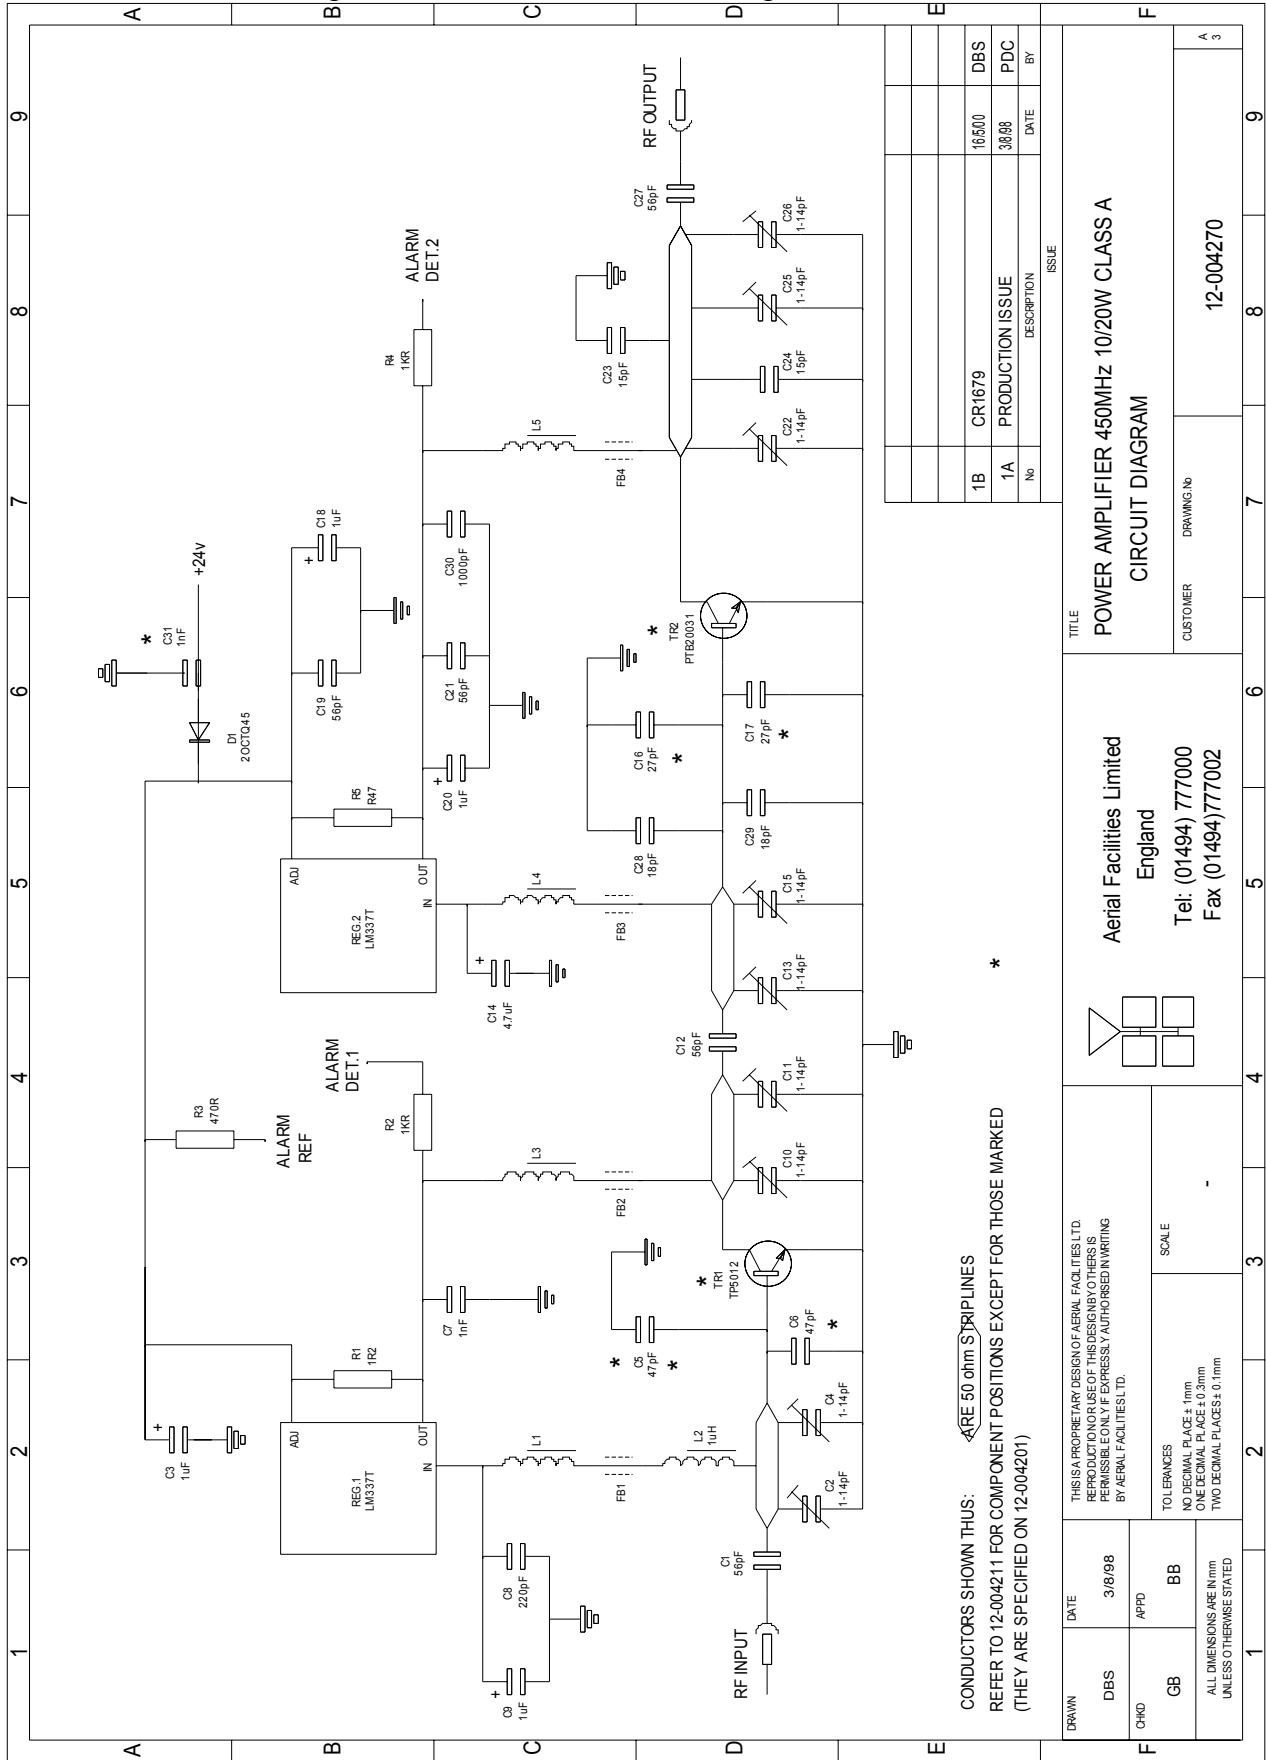 1 2 3 4 5 6 7 8 9
A
B
C
D
E
F
+24v
* C31
1nF
D1
20CTQ45
C3
1uF
+
R3
470R
ALARM
REF
ALARM
DET.1
ALARM
DET.2
ADJ
REG.1
LM337T
OUT
IN
R1
1R2
C7
1nF
R2
1KR
ADJ
REG.2
LM337T
OUT
IN
R5
R47
C19
56pF
C18
1uF
+
C20
1uF
+
C21
56pF
C30
1000pF
R4
1KR
C9
1uF
+
C8
220pF
L1
FB1
L2
1uH
L3
FB2
C14
4.7uF
+
L4
FB3
L5
FB4
RF INPUT
C1
56pF
C2
1-14pF
C4
1-14pF
*
C5
47pF
*
C6
47pF
*
*
TR1
TP5012
C10
1-14pF
C11
1-14pF
C12
56pF
C13
1-14pF
C15
1-14pF
C28
18pF
C29
18pF
C16
27pF
*
C17
27pF
*
*
TR2
PTB20031
C22
1-14pF
C23
15pF
C24
15pF
C25
1-14pF
C26
1-14pF
C27
56pF
RF OUTPUT
CONDUCTORS SHOWN THUS: ARE 50 ohm STRIPLINES
REFER TO 12-004211 FOR COMPONENT POSITIONS EXCEPT FOR THOSE MARKED *
(THEY ARE SPECIFIED ON 12-004201)
1B CR1679 16/5/00 DBS
1A PRODUCTION ISSUE 3/8/98 PDC
No DESCRIPTION DATE BY
ISSUE
DRAWN
DBS
DATE
3/8/98
CHKD
GB
APPD
BB
ALL DIMENSIONS ARE IN mm
UNLESS OTHERWISE STATED
THIS IS A PROPRIETARY DESIGN OF AERIAL FACILITIES LTD.
REPRODUCTION OR USE OF THIS DESIGN BY OTHERS IS
PERMISSIBLE ONLY IF EXPRESSLY AUTHORISED IN WRITING
BY AERIAL FACILITIES LTD.
TOLERANCES
NO DECIMAL PLACE ± 1mm
ONE DECIMAL PLACE ± 0.3mm
TWO DECIMAL PLACES ± 0.1mm
SCALE
-
Aerial Facilities Limited
England
Tel: (01494) 777000
Fax (01494)777002
TITLE
POWER AMPLIFIER 450MHz 10/20W CLASS A
CIRCUIT DIAGRAM
CUSTOMER
DRAWING.No
12-004270
A
3
1 2 3 4 5 6 7 8 9
A
B
C
D
E
F